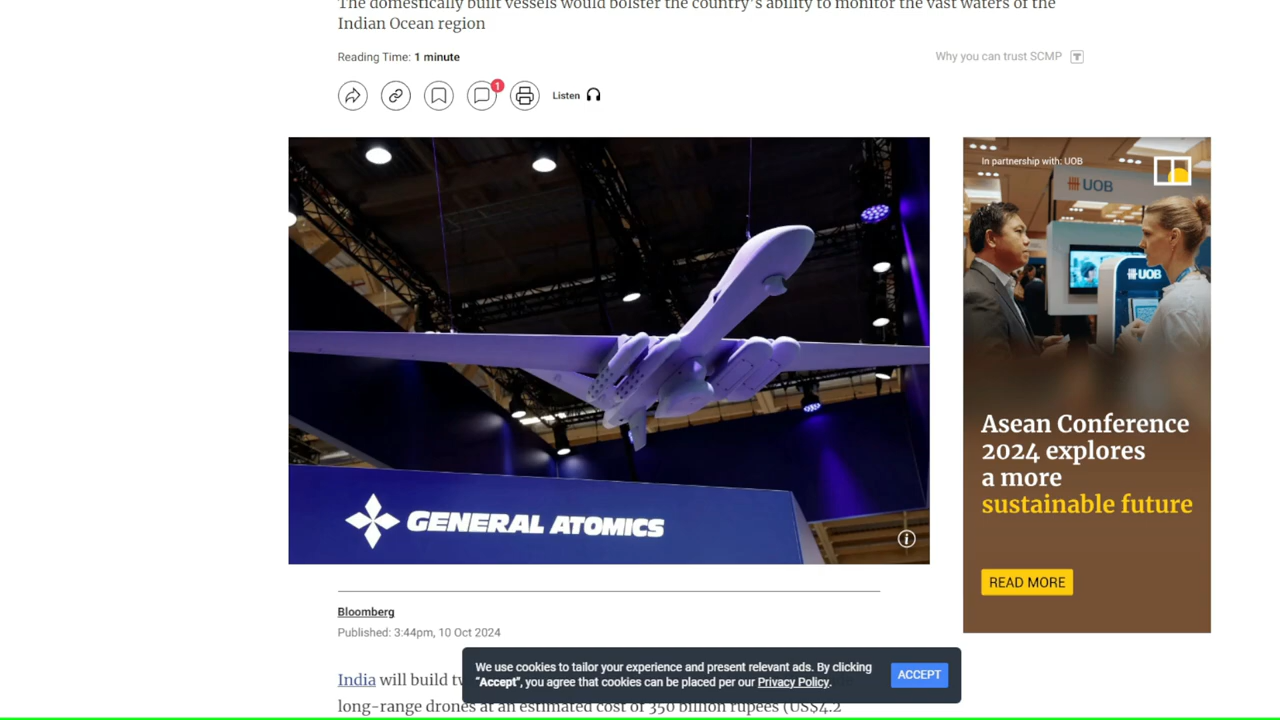 The domestically built vessels would bolster the country's ability to monitor the vast waters of the
Indian Ocean region
Reading Time: 1 minute
Why you can trust SCMP
1
Listen
In partnership with: UOB
UOB
UOB
GENERAL ATOMICS
Asean Conference
2024 explores
a more
sustainable future
READ MORE
Bloomberg
Published: 3:44pm, 10 Oct 2024
We use cookies to tailor your experience and present relevant ads. By clicking
"Accept", you agree that cookies can be placed per our Privacy Policy.
ACCEPT
India will build
long-range drones at an estimated cost of 350 billion rupees (US$4.2